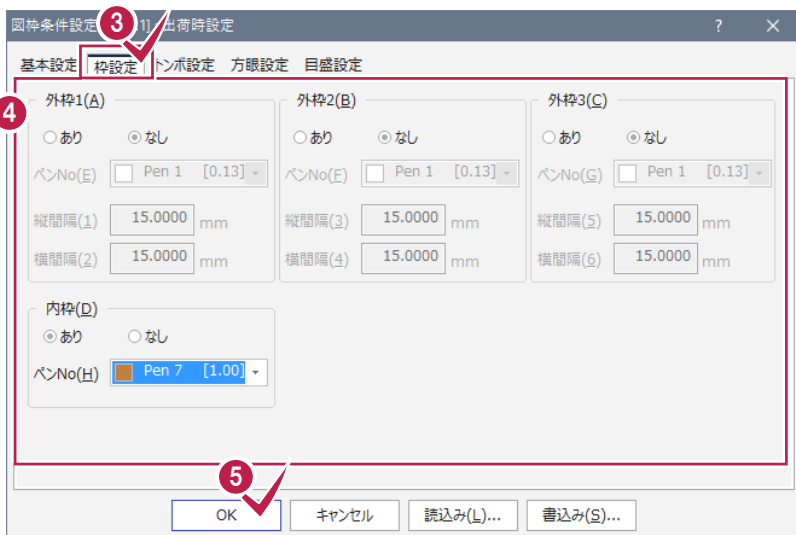 図枠条件設定 1] 出荷時設定 ? ×
3
基本設定 枠設定 トンボ設定 方眼設定 目盛設定
4
外枠1(A) 外枠2(B) 外枠3(C)
あり なし あり なし あり なし
ペンNo(E) Pen 1 [0.13] ペンNo(F) Pen 1 [0.13] ペンNo(G) Pen 1 [0.13]
縦間隔(1) 15.0000 mm 縦間隔(3) 15.0000 mm 縦間隔(5) 15.0000 mm
横間隔(2) 15.0000 mm 横間隔(4) 15.0000 mm 横間隔(6) 15.0000 mm
内枠(D)
あり なし
ペンNo(H) Pen 7 [1.00]
5
OK キャンセル 読込み(L)... 書込み(S)...